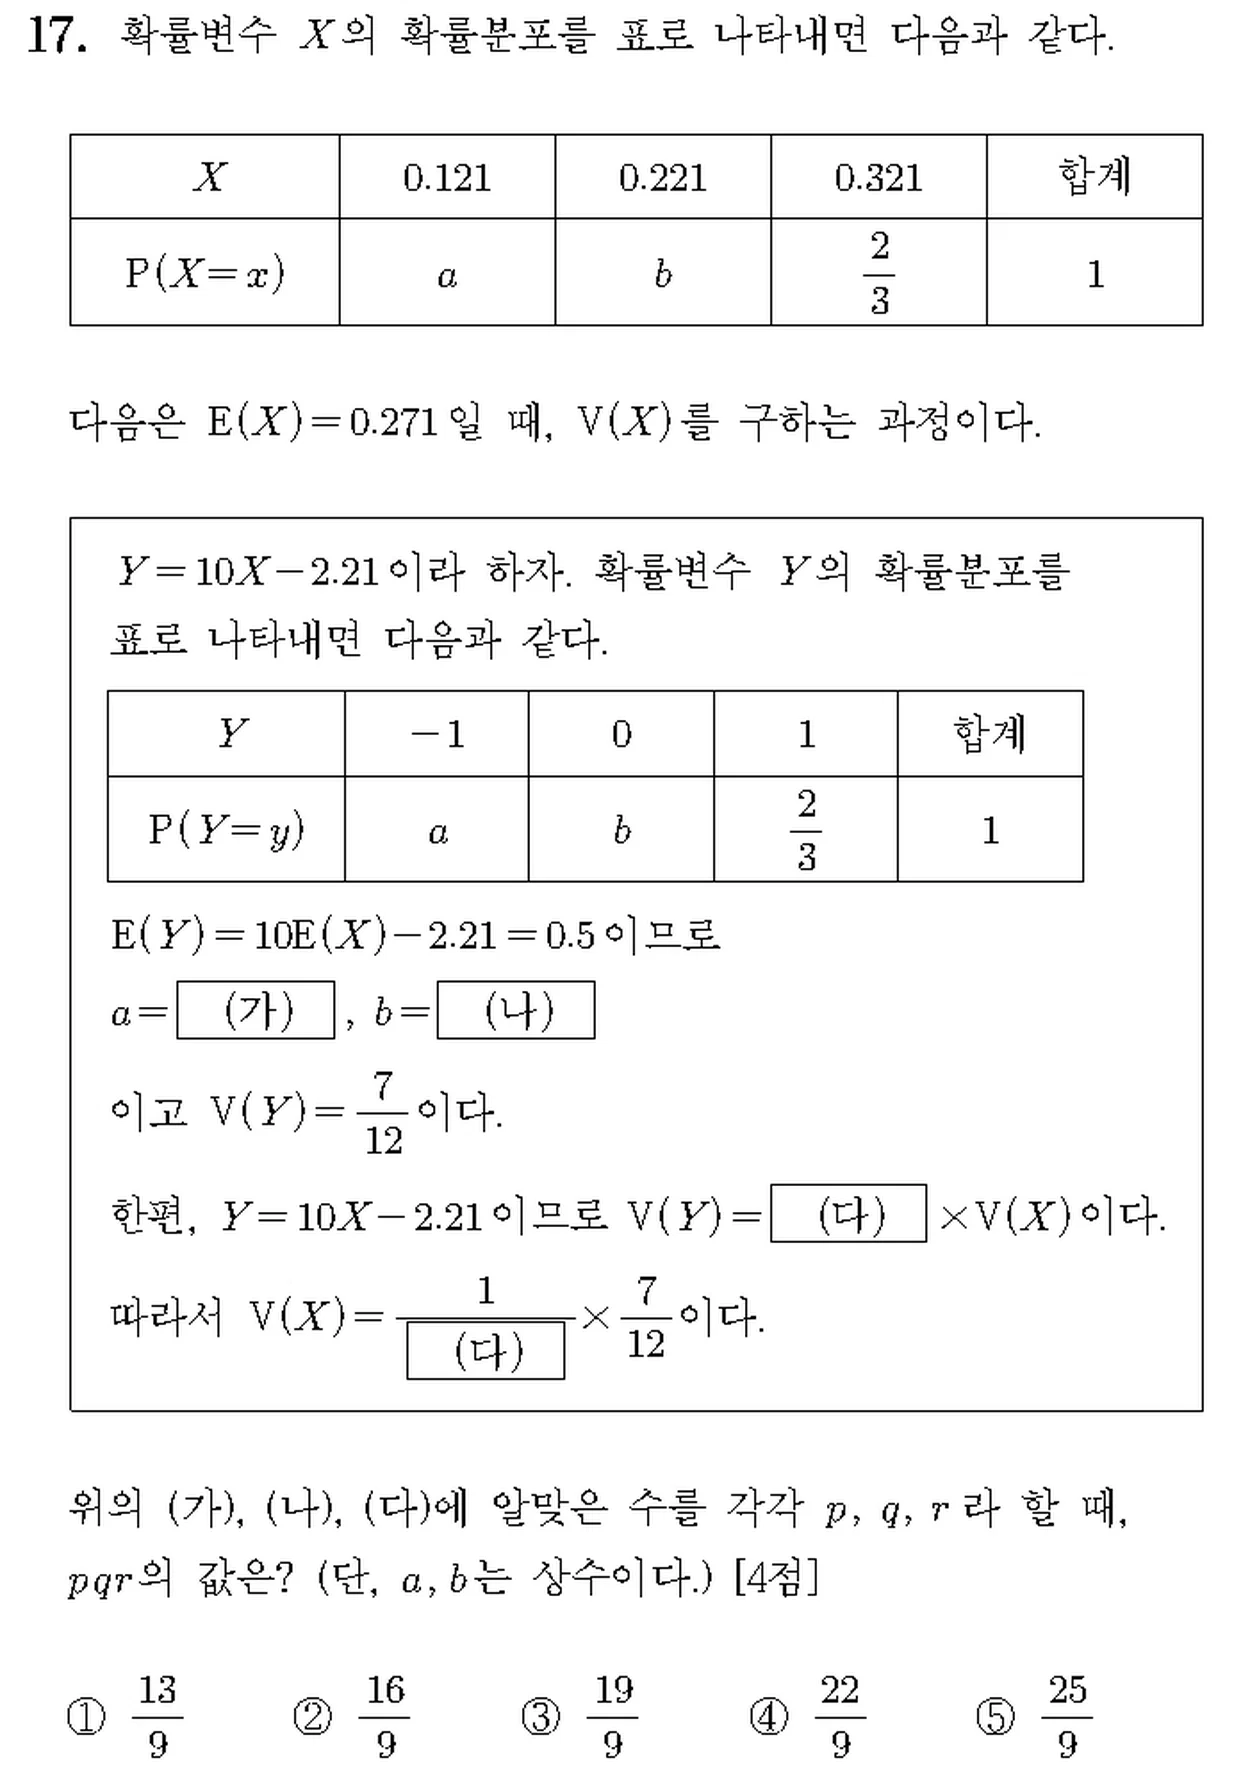 17. 확률변수 X의 확률분포를 표로 나타내면 다음과 같다.
X 0.121 0.221 0.321 합계
P(X=x) a b 2/3 1
다음은 E(X)=0.271일 때, V(X)를 구하는 과정이다.
Y=10X-2.21이라 하자. 확률변수 Y의 확률분포를
표로 나타내면 다음과 같다.
Y -1 0 1 합계
P(Y=y) a b 2/3 1
E(Y)=10E(X)-2.21=0.5이므로
a= (가) , b= (나)
이고 V(Y)=7/12이다.
한편, Y=10X-2.21이므로 V(Y)= (다) ×V(X)이다.
따라서 V(X)=1/(다)×7/12이다.
위의 (가), (나), (다)에 알맞은 수를 각각 p, q, r라 할 때,
pqr의 값은? (단, a, b는 상수이다.) [4점]
① 13/9 ② 16/9 ③ 19/9 ④ 22/9 ⑤ 25/9